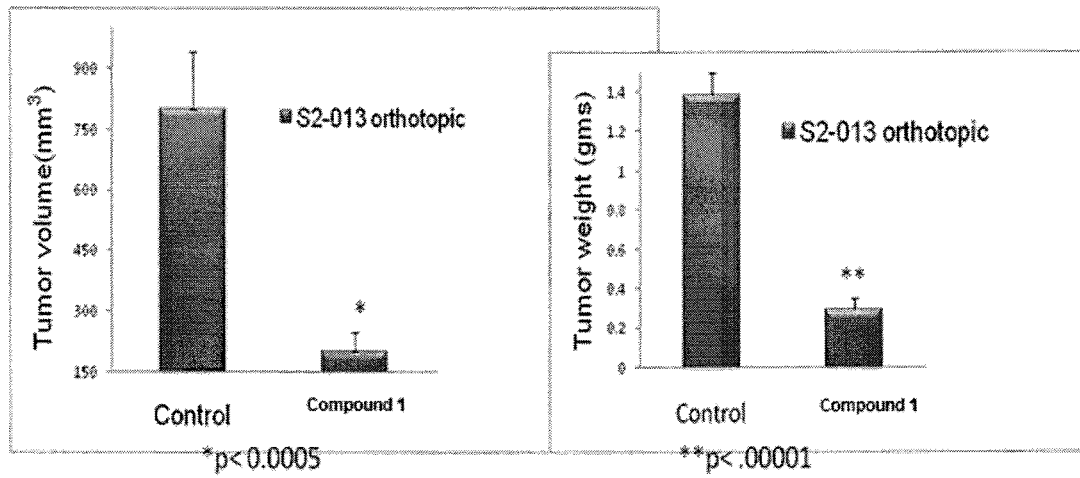 Tumor volume(mm³)
900
750
600
450
300
150
S2-013 orthotopic
*
Control
Compound 1
*p<0.0005
Tumor weight (gms)
1.4
1.2
1
0.8
0.6
0.4
0.2
0
S2-013 orthotopic
**
Control
Compound 1
**p<.00001